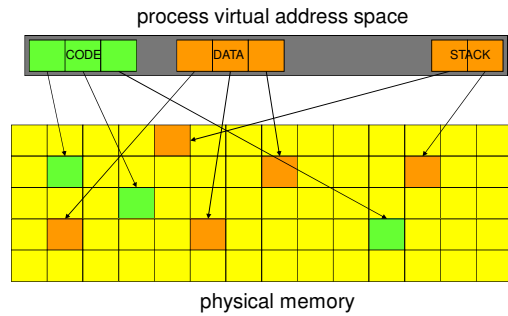 process virtual address space
CODE DATA STACK
physical memory